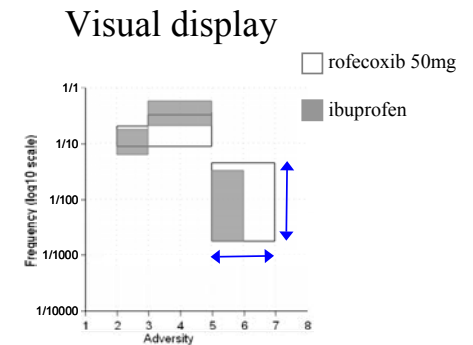 Visual display
rofecoxib 50mg
ibuprofen
Frequency (log10 scale)
1/1
1/10
1/100
1/1000
1/10000
1 2 3 4 5 6 7 8
Adversity